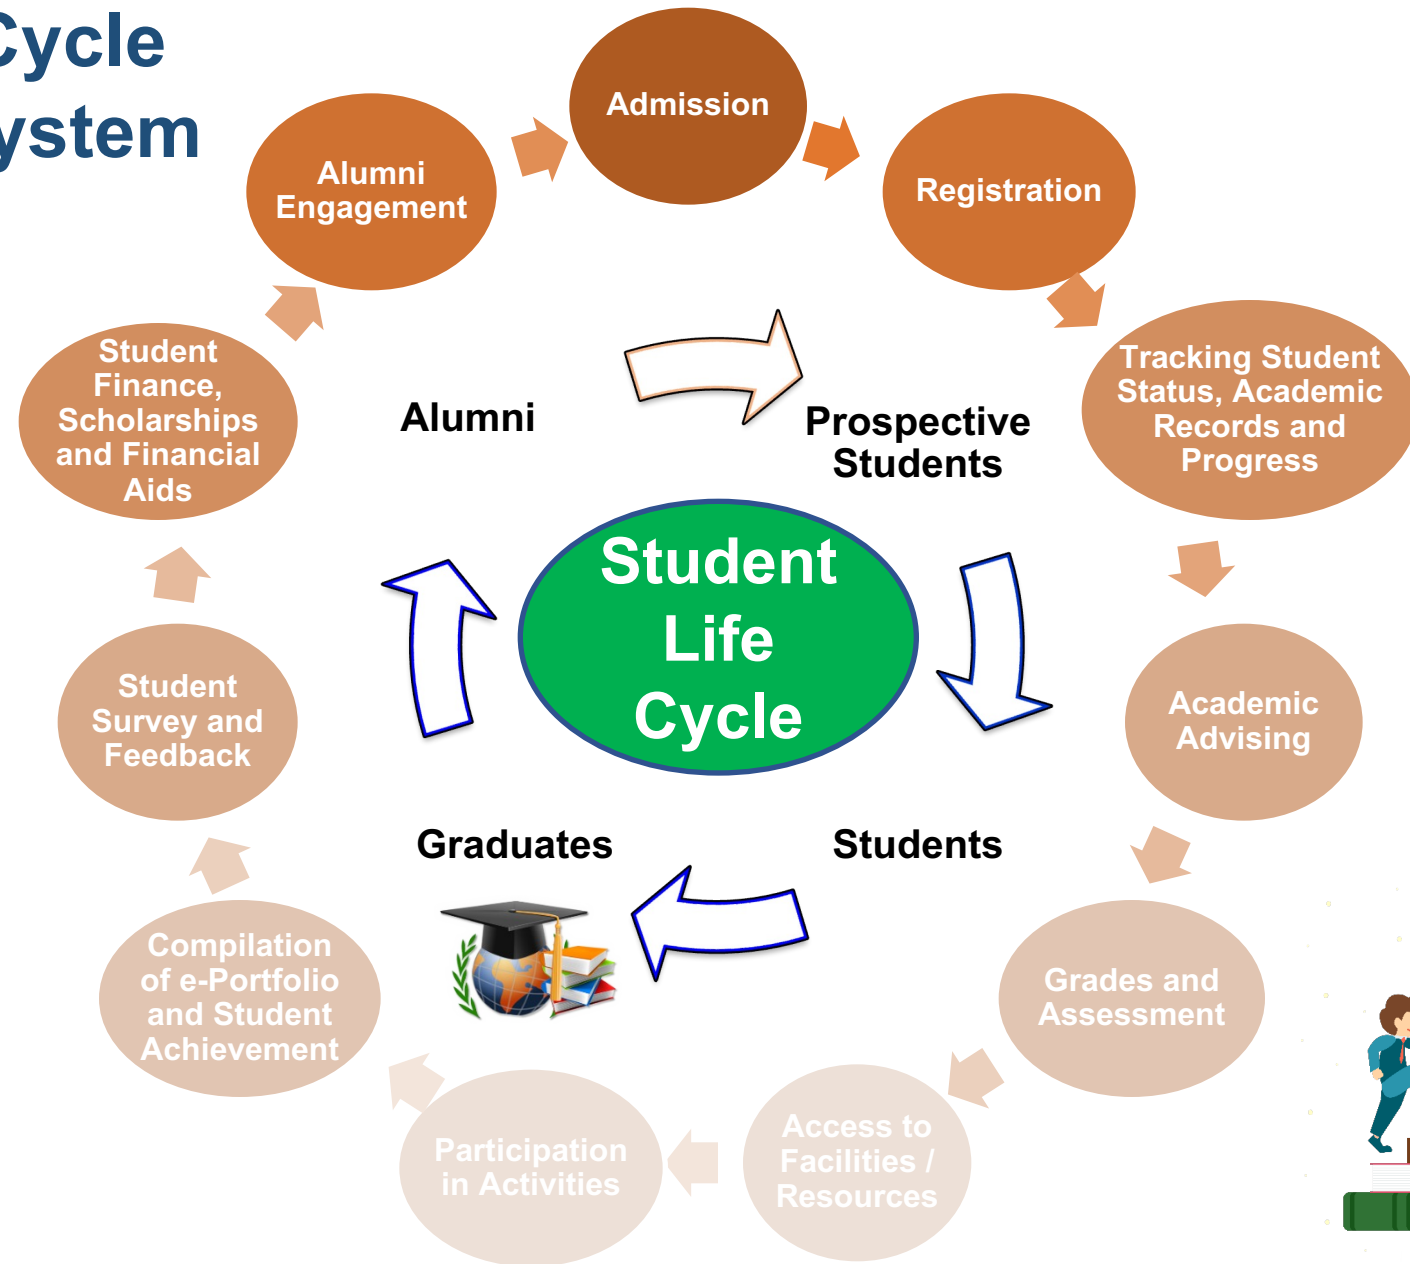 Cycle
ystem
Admission
Registration
Tracking Student
Status, Academic
Records and
Progress
Academic
Advising
Grades and
Assessment
Access to
Facilities /
Resources
Participation
in Activities
Compilation
of e-Portfolio
and Student
Achievement
Student
Survey and
Feedback
Student
Finance,
Scholarships
and Financial
Aids
Alumni
Engagement
Alumni
Prospective
Students
Student
Life
Cycle
Graduates
Students